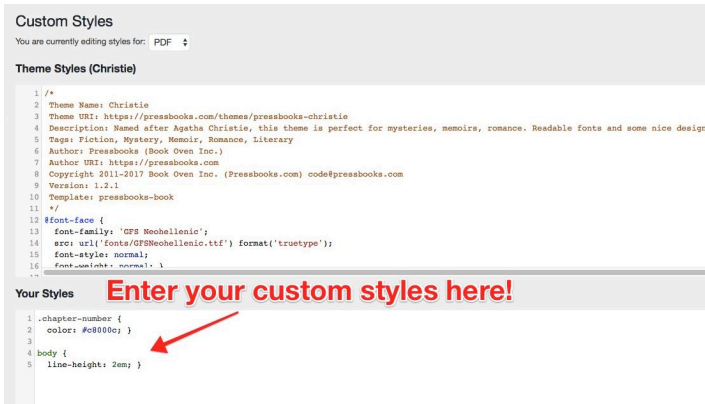 Custom Styles
You are currently editing styles for: PDF
Theme Styles (Christie)
1 /*
2 Theme Name: Christie
3 Theme URI: https://pressbooks.com/themes/pressbooks-christie
4 Description: Named after Agatha Christie, this theme is perfect for mysteries, memoirs, romance. Readable fonts and some nice design
5 Tags: Fiction, Mystery, Memoir, Romance, Literary
6 Author: Pressbooks (Book Oven Inc.)
7 Author URI: https://pressbooks.com
8 Copyright 2011-2017 Book Oven Inc. (Pressbooks.com) code@pressbooks.com
9 Version: 1.2.1
10 Template: pressbooks-book
11 */
12 @font-face {
13 font-family: 'GFS Neohellenic';
14 src: url('fonts/GFSNeohellenic.ttf') format('truetype');
15 font-style: normal;
16 font-weight: normal; }
17
Your Styles
Enter your custom styles here!
1 .chapter-number {
2 color: #c8000c; }
3
4 body {
5 line-height: 2em; }